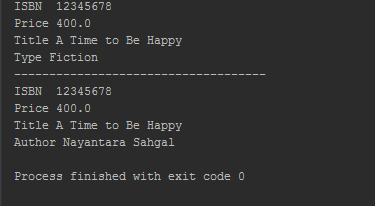 ISBN  12345678
Price 400.0
Title A Time to Be Happy
Type Fiction
------------------------------------
ISBN  12345678
Price 400.0
Title A Time to Be Happy
Author Nayantara Sahgal
Process finished with exit code 0